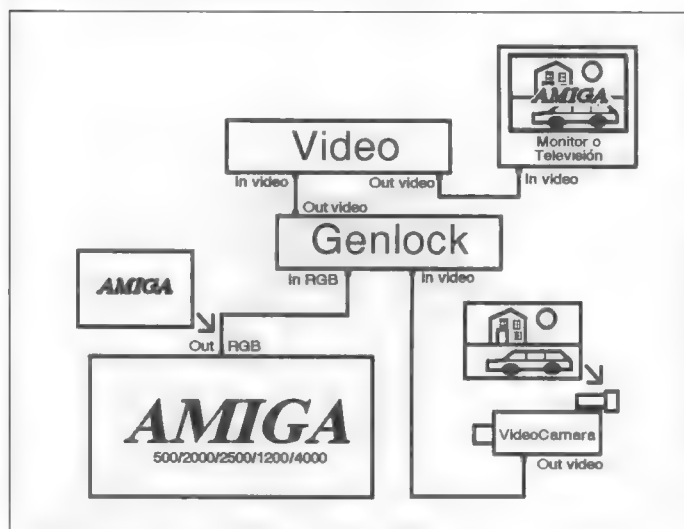 AMIGA
Monitor o
Televisión
In video
Video
In video
Out video
Out video
Genlock
In RGB
In video
AMIGA
Out RGB
AMIGA
500/2000/2500/1200/4000
VideoCamara
Out video